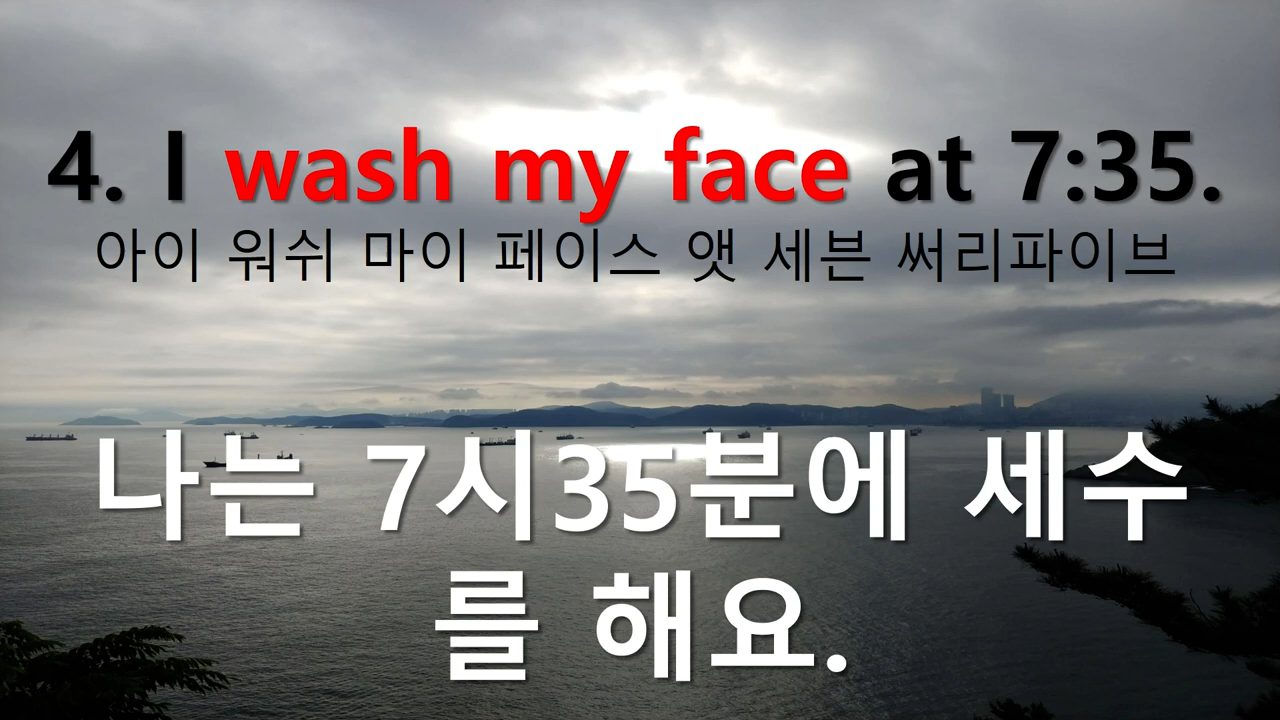 4. I wash my face at 7:35.
아이 워쉬 마이 페이스 앳 세븐 써리파이브
나는 7시35분에 세수
를 해요.